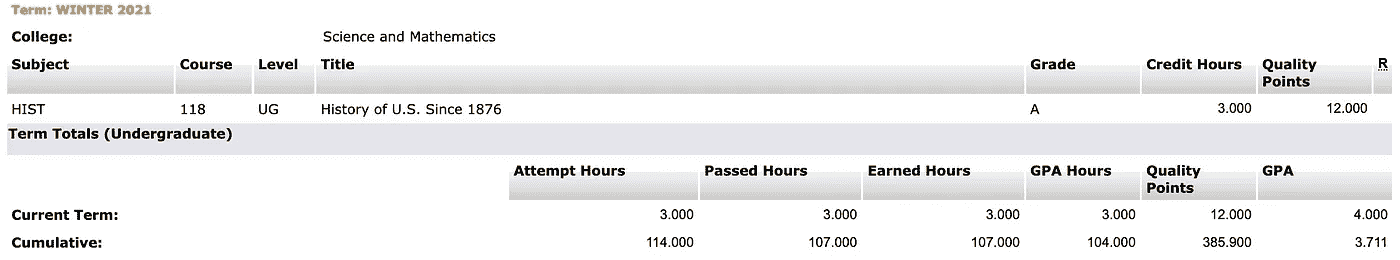 Term: WINTER 2021
College: Science and Mathematics
Subject Course Level Title Grade Credit Hours Quality Points R
HIST 118 UG History of U.S. Since 1876 A 3.000 12.000
Term Totals (Undergraduate)
Attempt Hours Passed Hours Earned Hours GPA Hours Quality Points GPA
Current Term: 3.000 3.000 3.000 3.000 12.000 4.000
Cumulative: 114.000 107.000 107.000 104.000 385.900 3.711